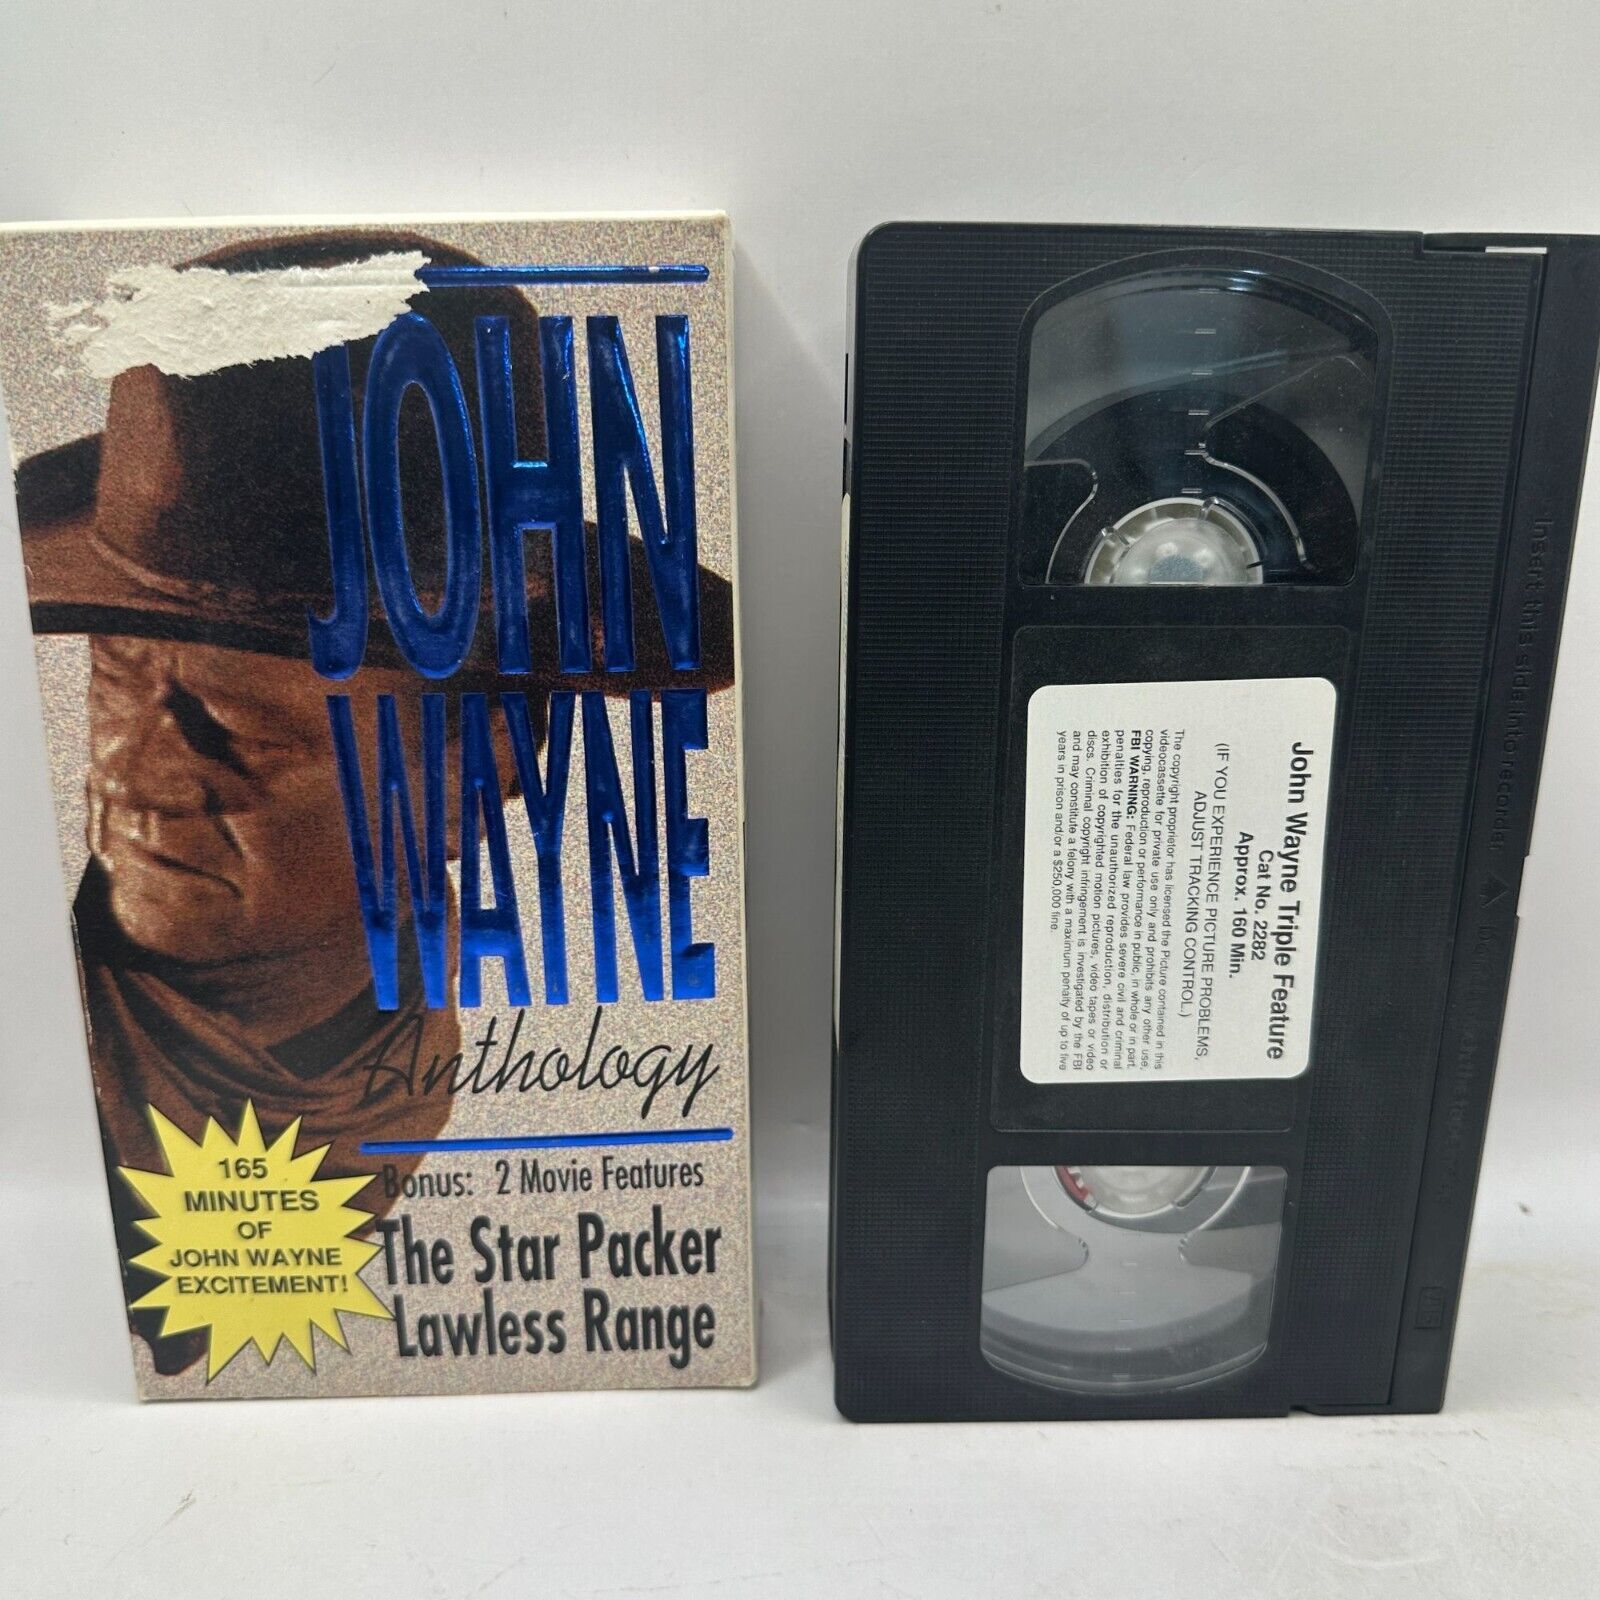 JOHN
WAYNE
Anthology
Bonus: 2 Movie Features
The Star Packer
Lawless Range
165
MINUTES
OF
JOHN WAYNE
EXCITEMENT!
John Wayne Triple Feature
Cat No. 2282
Approx. 160 Min.
(IF YOU EXPERIENCE PICTURE PROBLEMS,
ADJUST TRACKING CONTROL.)
The copyright proprietor has licensed the Picture contained in this
videocassette for private use only and prohibits any other use,
copying, reproduction or performance in public, in whole or in part.
FBI WARNING: Federal law provides severe civil and criminal
penalties for the unauthorized reproduction, distribution or
exhibition of copyrighted motion pictures, video tapes or video
discs. Criminal copyright infringement is investigated by the FBI
and may constitute a felony with a maximum penalty of up to five
years in prison and/or a $250,000 fine.
Insert this side into recorder